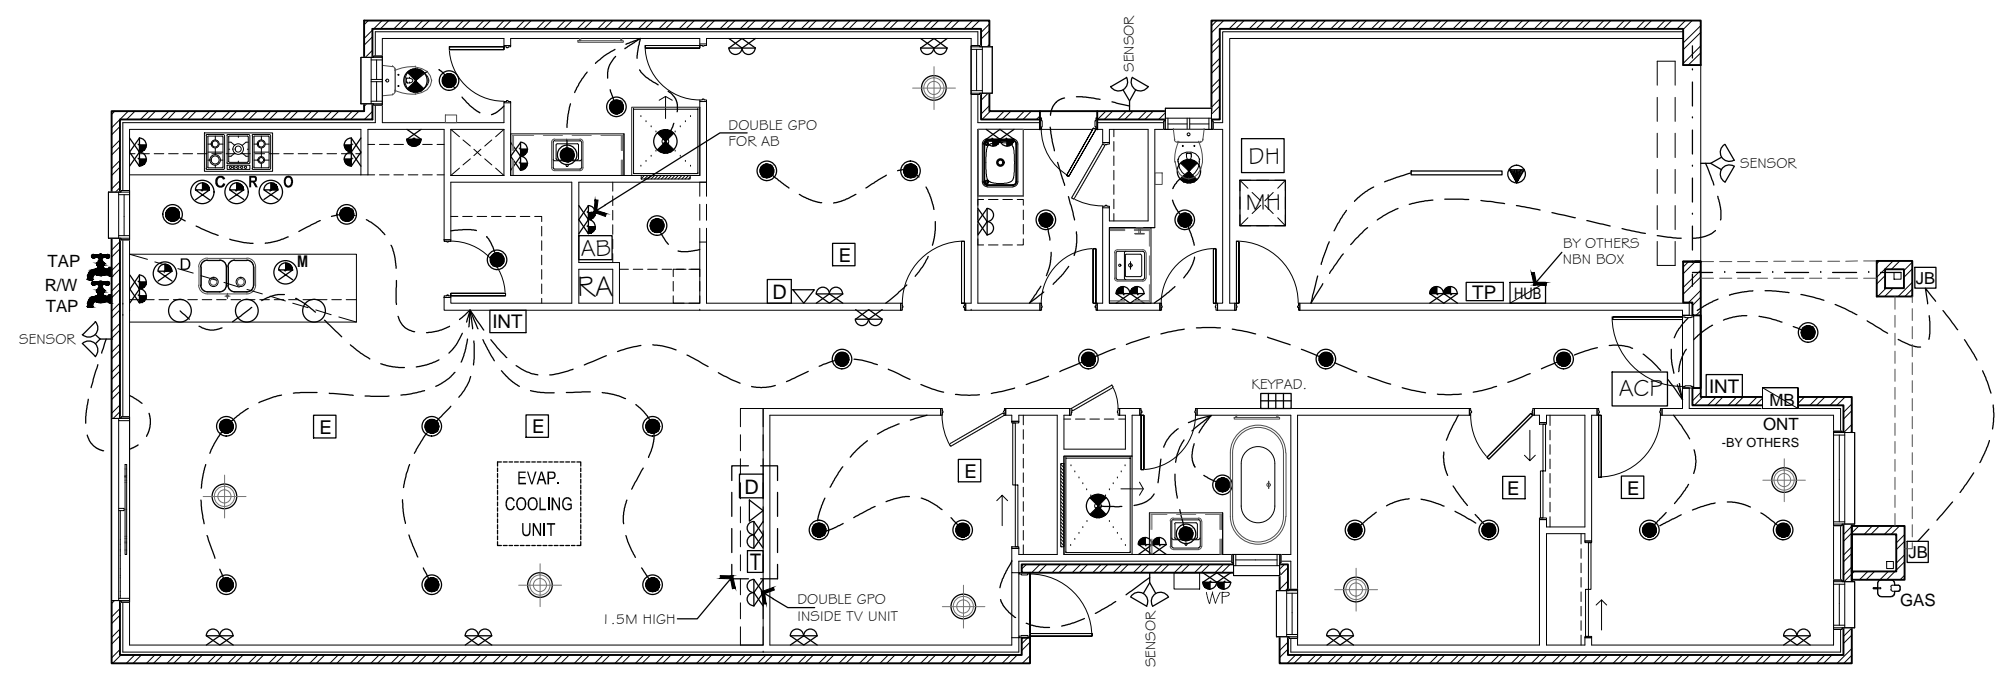 SENSOR
DOUBLE GPO
FOR AB
DH
MH
SENSOR
C R O
D
M
AB
RA
E
BY OTHERS
NBN BOX
TAP
R/W
TAP
D
TP
HUB
JB
SENSOR
INT
KEYPAD.
ACP
INT
MB
ONT
-BY OTHERS
E
E
E
E
E
EVAP.
COOLING
UNIT
D
T
1.5M HIGH
DOUBLE GPO
INSIDE TV UNIT
SENSOR
WP
JB
GAS